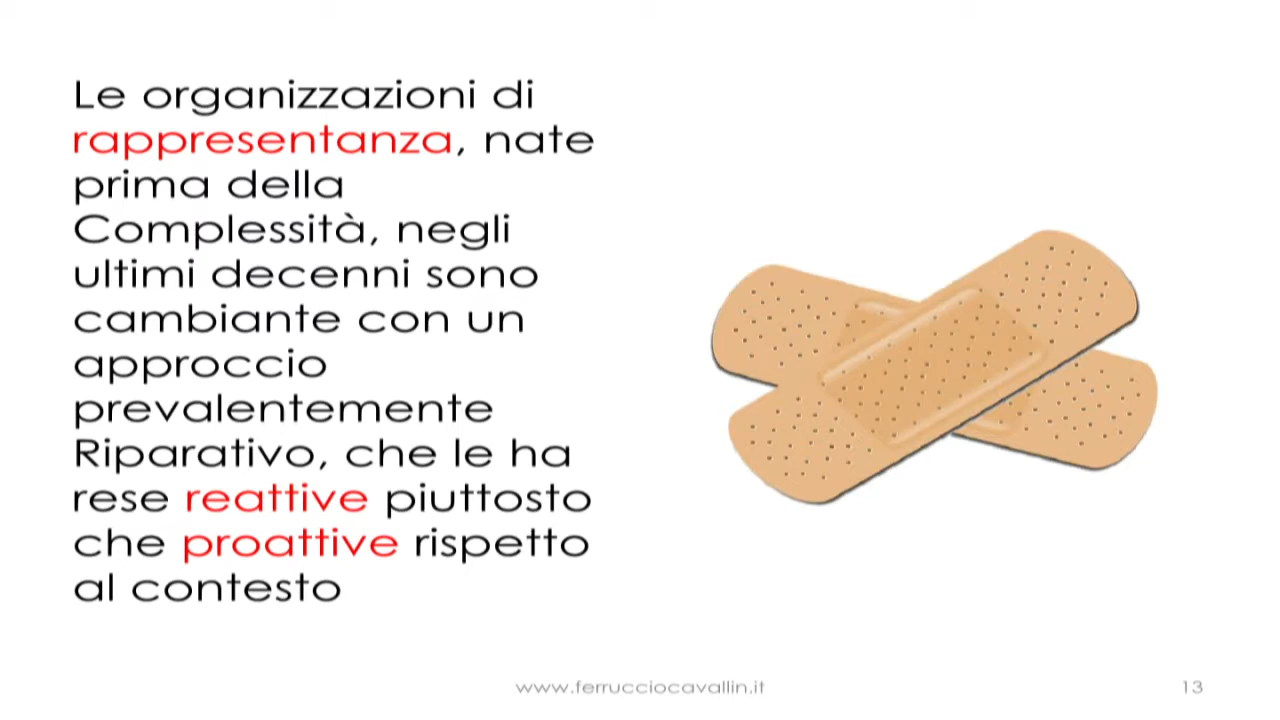 Le organizzazioni di
rappresentanza, nate
prima della
Complessità, negli
ultimi decenni sono
cambiante con un
approccio
prevalentemente
Riparativo, che le ha
rese reattive piuttosto
che proattive rispetto
al contesto
www.ferrucciocavallin.it
13